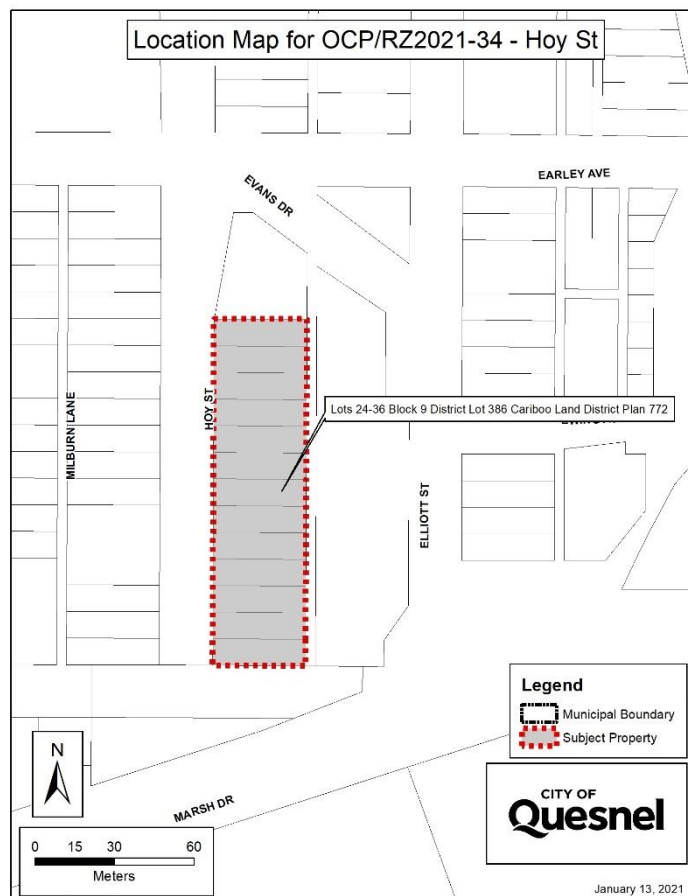 Location Map for OCP/RZ2021-34 - Hoy St
EARLEY AVE
EVANS DR
HOY ST
Lots 24-36 Block 9 District Lot 386 Cariboo Land District Plan 772
MILBURN LANE
ELLIOTT ST
Legend
Municipal Boundary
Subject Property
N
MARSH DR
CITY OF
Quesnel
0 15 30 60
Meters
January 13, 2021